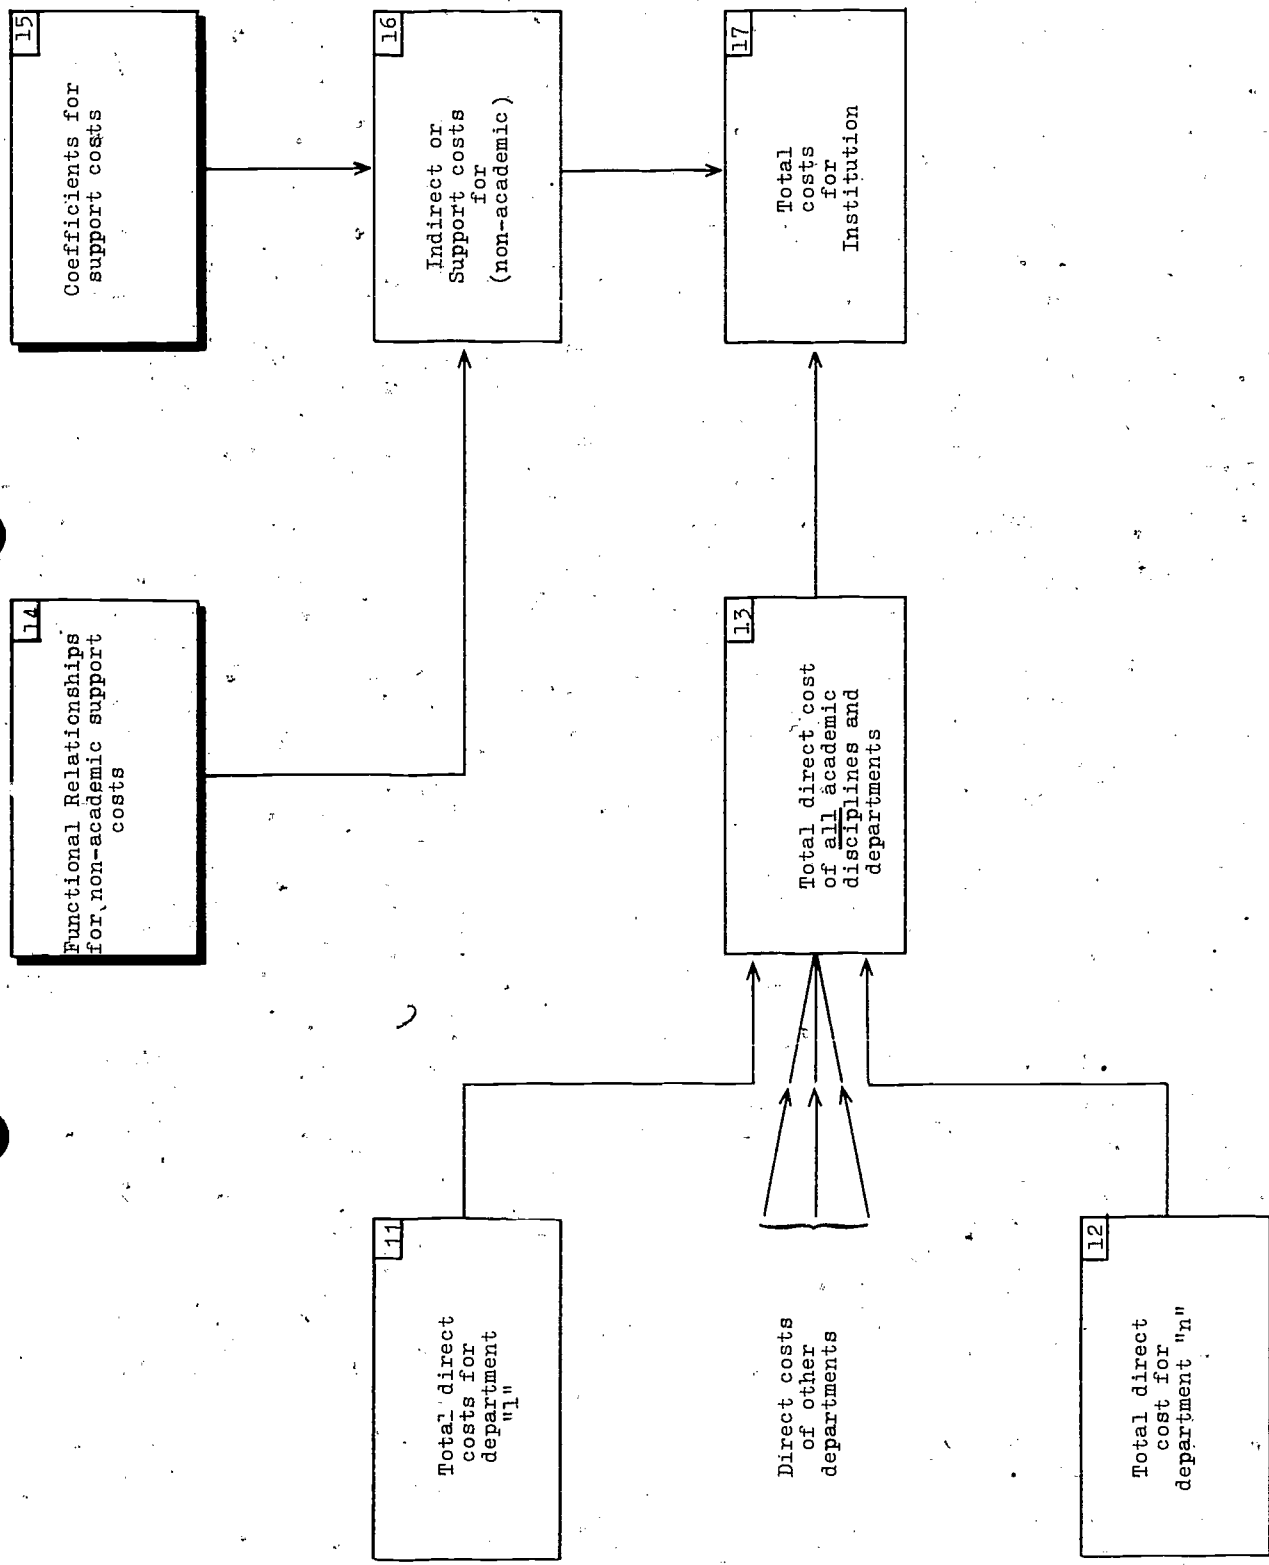 15
Coefficients for
support costs
14
Functional Relationships
for non-academic support
costs
16
Indirect or
Support costs
for
(non-academic)
11
Total direct
costs for
department
"1"
17
Total
costs
for
Institution
13
Total direct cost
of all academic
disciplines and
departments
Direct costs
of other
departments
12
Total direct
cost for
department "n"